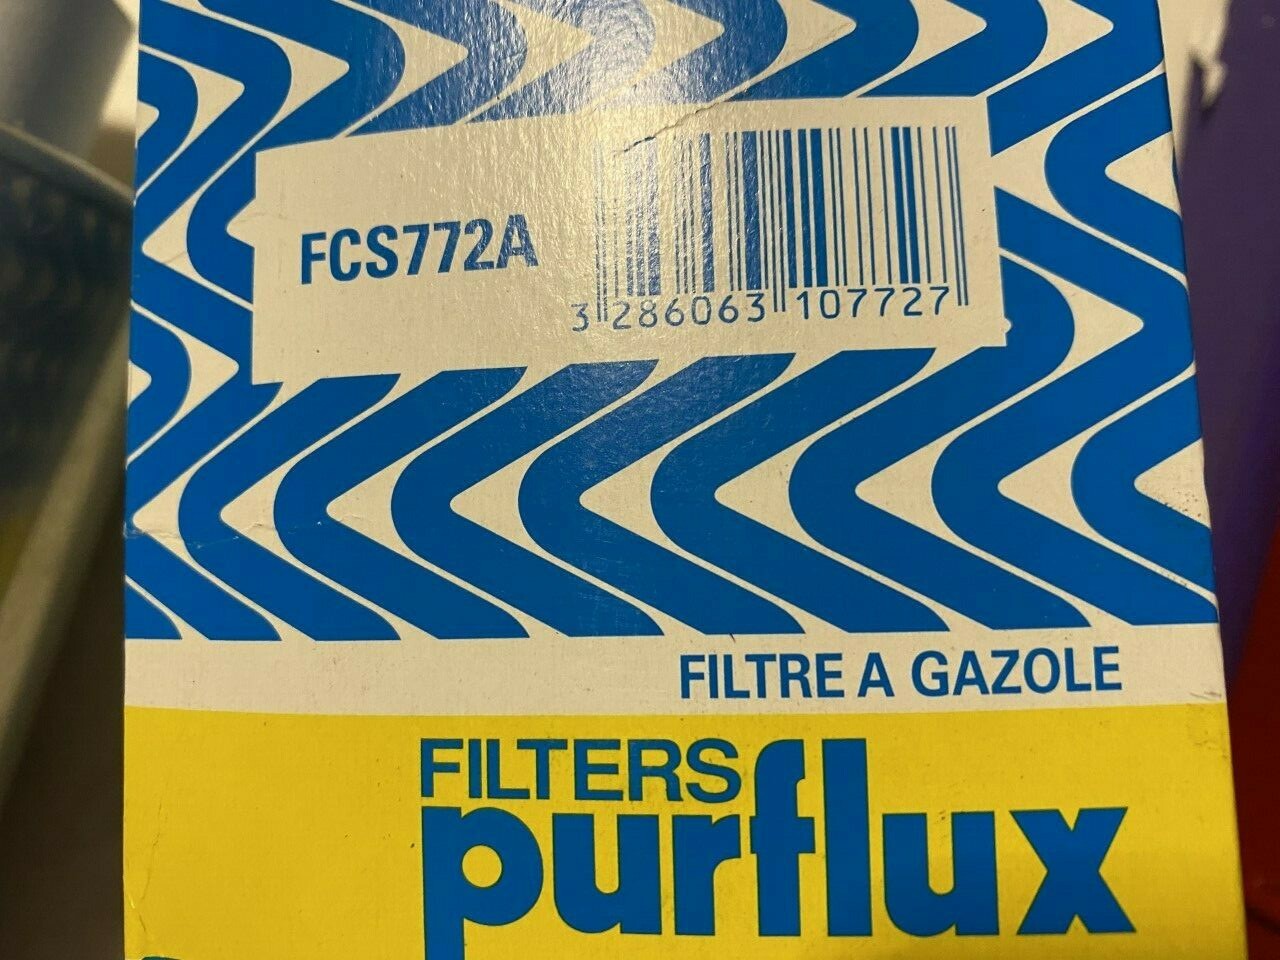 FCS772A
3 286063 107727
FILTRE A GAZOLE
FILTERS
purflux